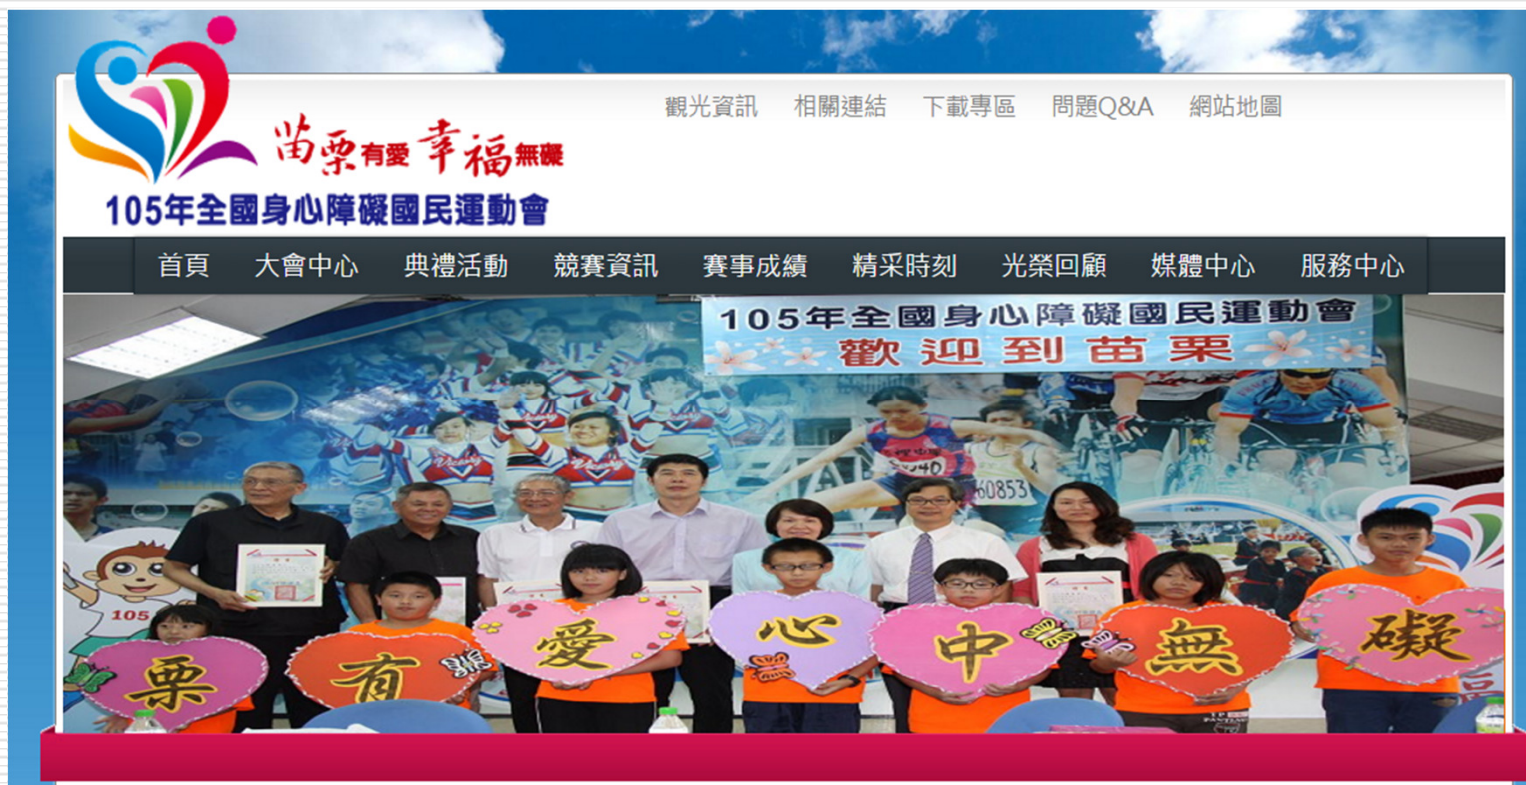 觀光資訊 相關連結 下載專區 問題Q&A 網站地圖
苗栗有愛 幸福無礙
105年全國身心障礙國民運動會
首頁 大會中心 典禮活動 競賽資訊 賽事成績 精采時刻 光榮回顧 媒體中心 服務中心
105年全國身心障礙國民運動會
歡迎到苗栗
60853
105
栗 有 愛 心 中 無 礙